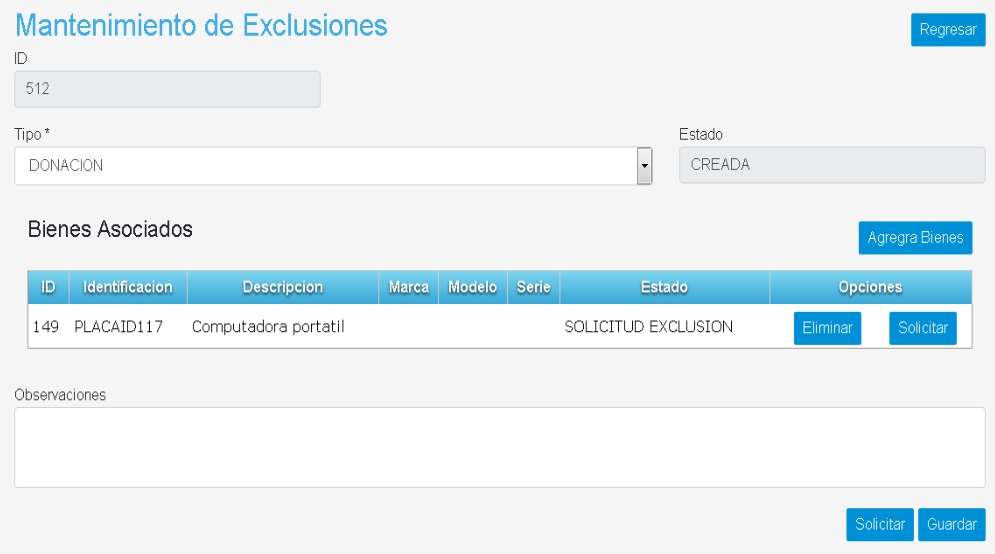 Mantenimiento de Exclusiones
Regresar
ID
512
Tipo *
Estado
DONACION
CREADA
Bienes Asociados
Agregra Bienes
ID Identificacion Descripcion Marca Modelo Serie Estado Opciones
149 PLACAID117 Computadora portatil SOLICITUD EXCLUSION Eliminar Solicitar
Observaciones
Solicitar Guardar